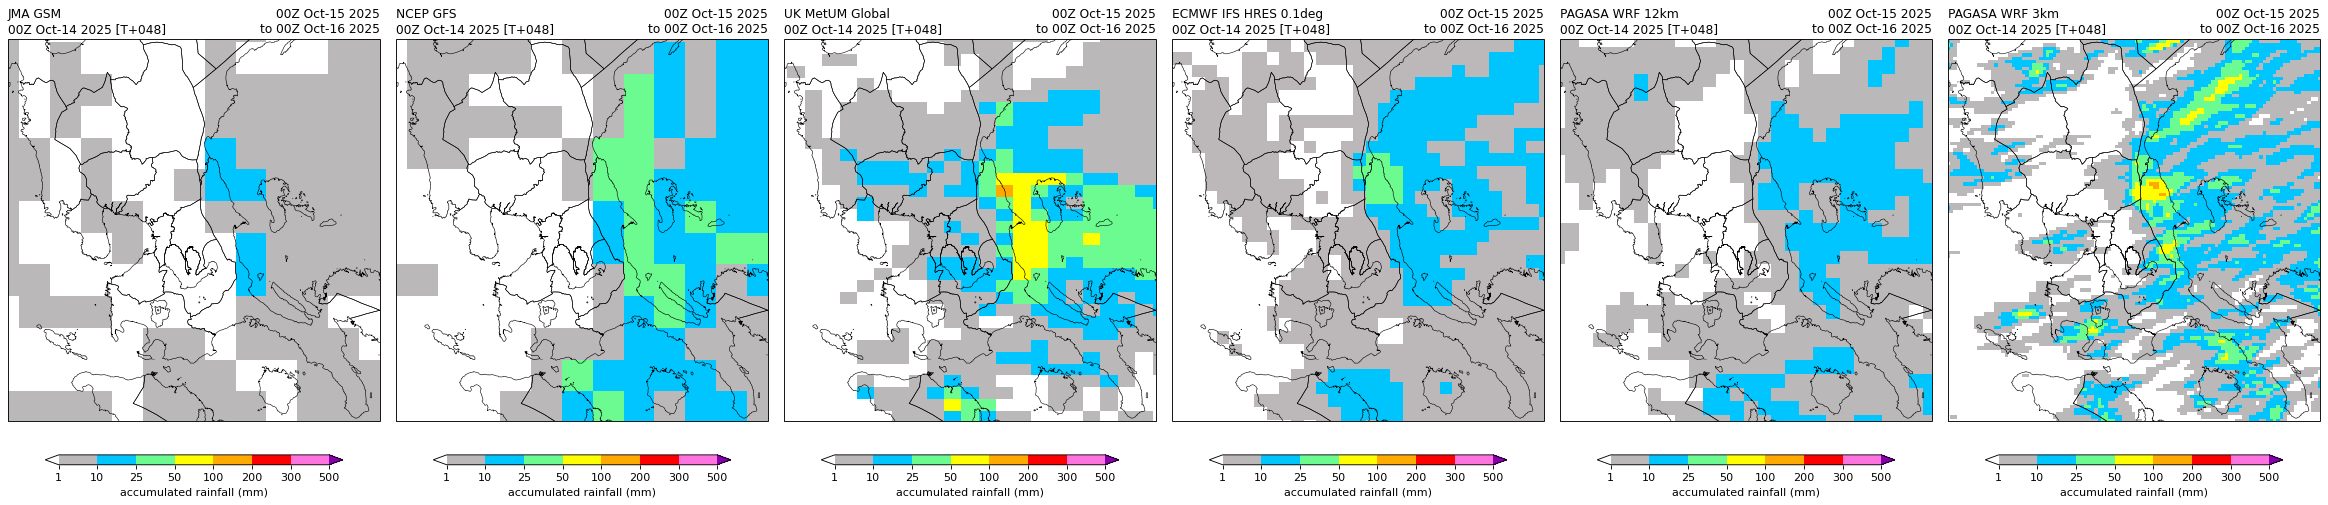 JMA GSM
00Z Oct-14 2025 [T+048]
00Z Oct-15 2025
to 00Z Oct-16 2025
1 10 25 50 100 200 300 500
accumulated rainfall (mm)
NCEP GFS
00Z Oct-14 2025 [T+048]
00Z Oct-15 2025
to 00Z Oct-16 2025
1 10 25 50 100 200 300 500
accumulated rainfall (mm)
UK MetUM Global
00Z Oct-14 2025 [T+048]
00Z Oct-15 2025
to 00Z Oct-16 2025
1 10 25 50 100 200 300 500
accumulated rainfall (mm)
ECMWF IFS HRES 0.1deg
00Z Oct-14 2025 [T+048]
00Z Oct-15 2025
to 00Z Oct-16 2025
1 10 25 50 100 200 300 500
accumulated rainfall (mm)
PAGASA WRF 12km
00Z Oct-14 2025 [T+048]
00Z Oct-15 2025
to 00Z Oct-16 2025
1 10 25 50 100 200 300 500
accumulated rainfall (mm)
PAGASA WRF 3km
00Z Oct-14 2025 [T+048]
00Z Oct-15 2025
to 00Z Oct-16 2025
1 10 25 50 100 200 300 500
accumulated rainfall (mm)